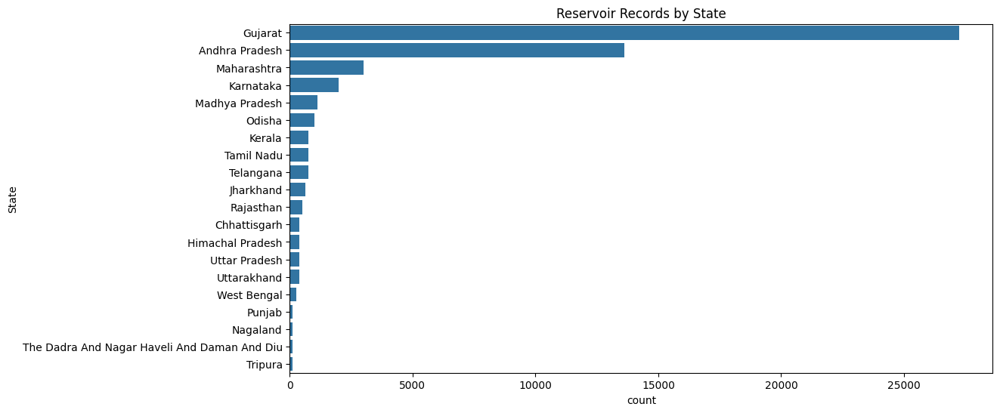 Reservoir Records by State
State
Gujarat
Andhra Pradesh
Maharashtra
Karnataka
Madhya Pradesh
Odisha
Kerala
Tamil Nadu
Telangana
Jharkhand
Rajasthan
Chhattisgarh
Himachal Pradesh
Uttar Pradesh
Uttarakhand
West Bengal
Punjab
Nagaland
The Dadra And Nagar Haveli And Daman And Diu
Tripura
0 5000 10000 15000 20000 25000
count